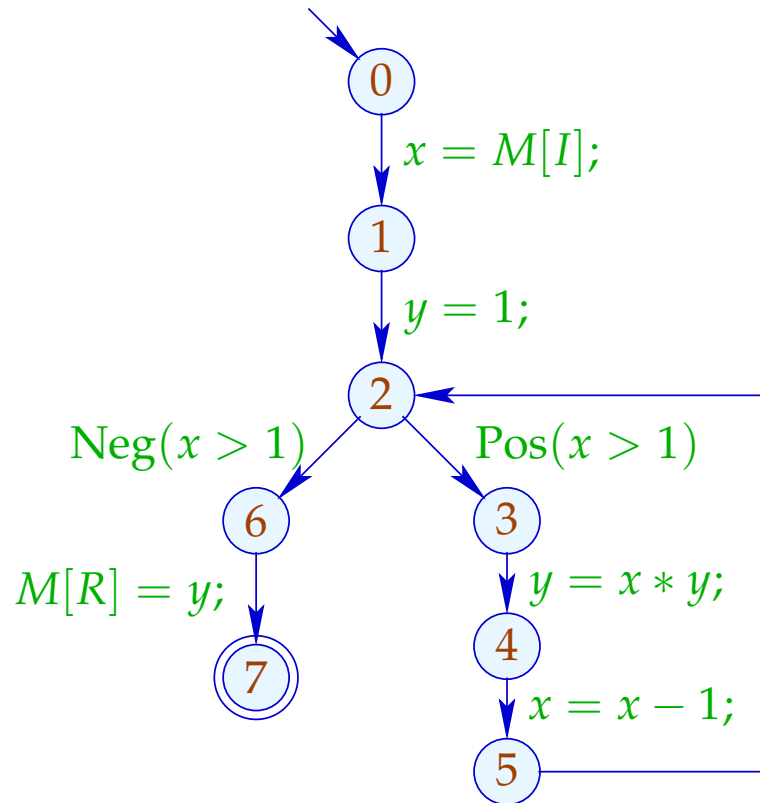 0
x = M[I];
1
y = 1;
2
Neg(x > 1) Pos(x > 1)
6 3
M[R] = y; y = x ∗ y;
4
7
x = x − 1;
5